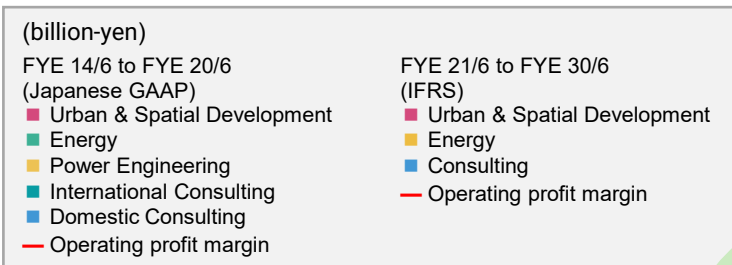 (billion-yen)
FYE 14/6 to FYE 20/6
(Japanese GAAP)
Urban & Spatial Development
Energy
Power Engineering
International Consulting
Domestic Consulting
Operating profit margin
FYE 21/6 to FYE 30/6
(IFRS)
Urban & Spatial Development
Energy
Consulting
Operating profit margin